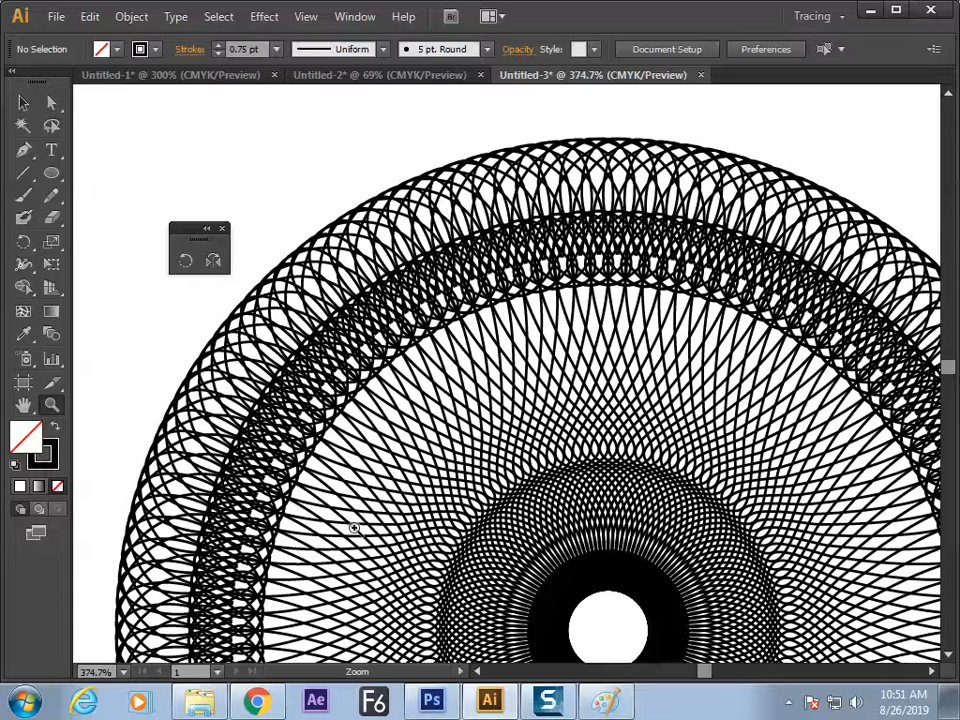 Ai File Edit Object Type Select Effect View Window Help Br Tracing
No Selection Stroke: 0.75 pt Uniform 5 pt. Round Opacity Style: Document Setup Preferences
Untitled-1* @ 300% (CMYK/Preview) × Untitled-2* @ 69% (CMYK/Preview) × Untitled-3* @ 374.7% (CMYK/Preview) ×
T
374.7% 1 Zoom
Ae F6 Ps Ai S
10:51 AM
8/26/2019